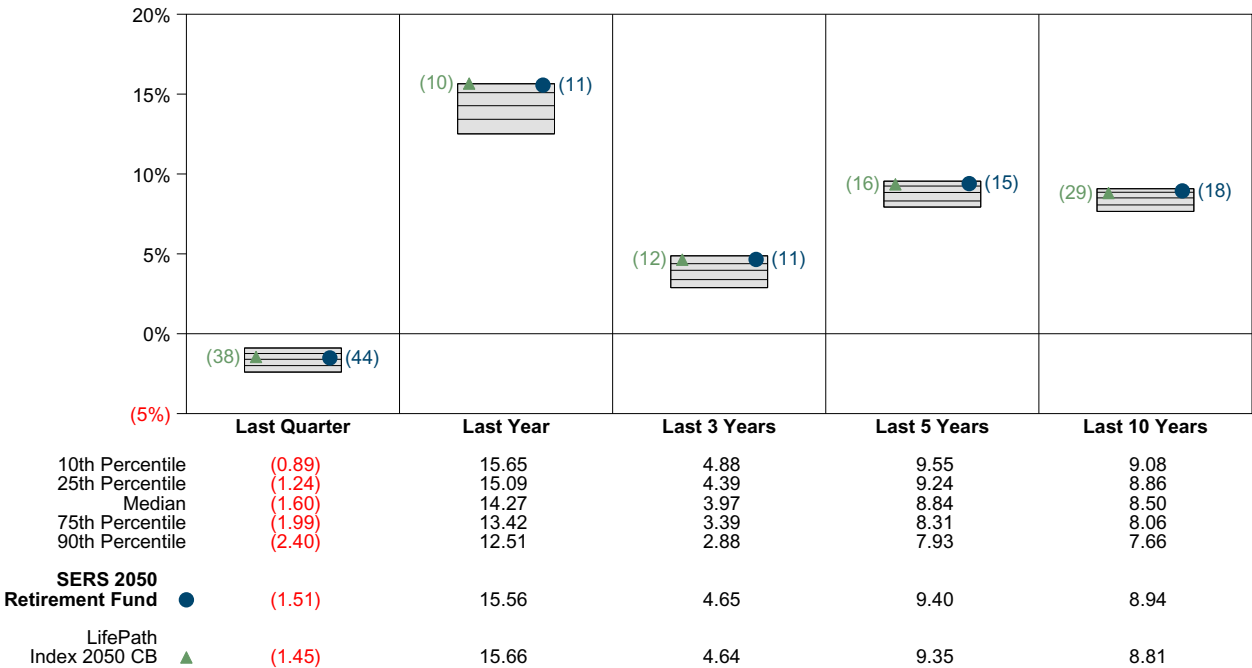 20%
15%
10%
5%
0%
(5%)
(38) (44)
(10) (11)
(12) (11)
(16) (15)
(29) (18)
Last Quarter Last Year Last 3 Years Last 5 Years Last 10 Years
10th Percentile (0.89) 15.65 4.88 9.55 9.08
25th Percentile (1.24) 15.09 4.39 9.24 8.86
Median (1.60) 14.27 3.97 8.84 8.50
75th Percentile (1.99) 13.42 3.39 8.31 8.06
90th Percentile (2.40) 12.51 2.88 7.93 7.66
SERS 2050
Retirement Fund (1.51) 15.56 4.65 9.40 8.94
LifePath
Index 2050 CB (1.45) 15.66 4.64 9.35 8.81